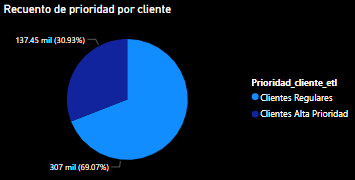 Recuento de prioridad por cliente
137.45 mil (30.93%)
Prioridad_cliente_etl
Clientes Regulares
Clientes Alta Prioridad
307 mil (69.07%)